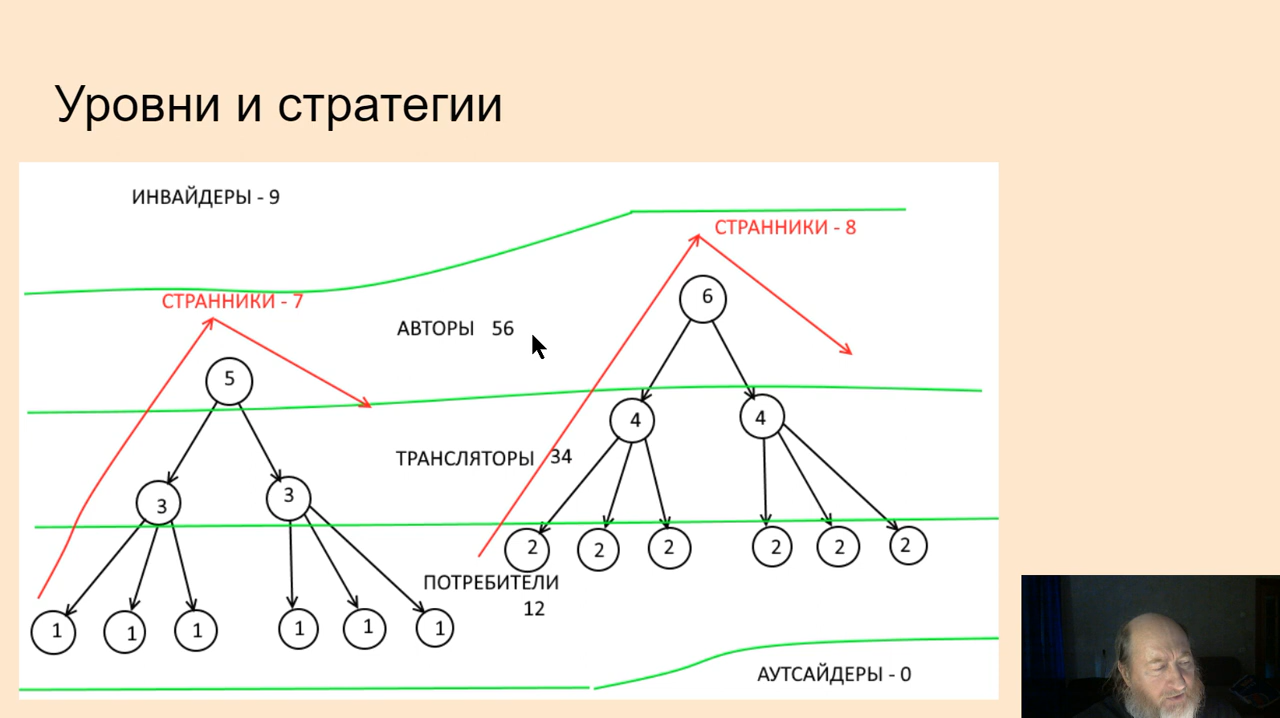 Уровни и стратегии
ИНВАЙДЕРЫ - 9
СТРАННИКИ - 8
6
СТРАННИКИ - 7
АВТОРЫ 56
5
4 4
ТРАНСЛЯТОРЫ 34
3 3
2 2 2 2 2 2
ПОТРЕБИТЕЛИ
12
1 1 1 1 1 1
АУТСАЙДЕРЫ - 0